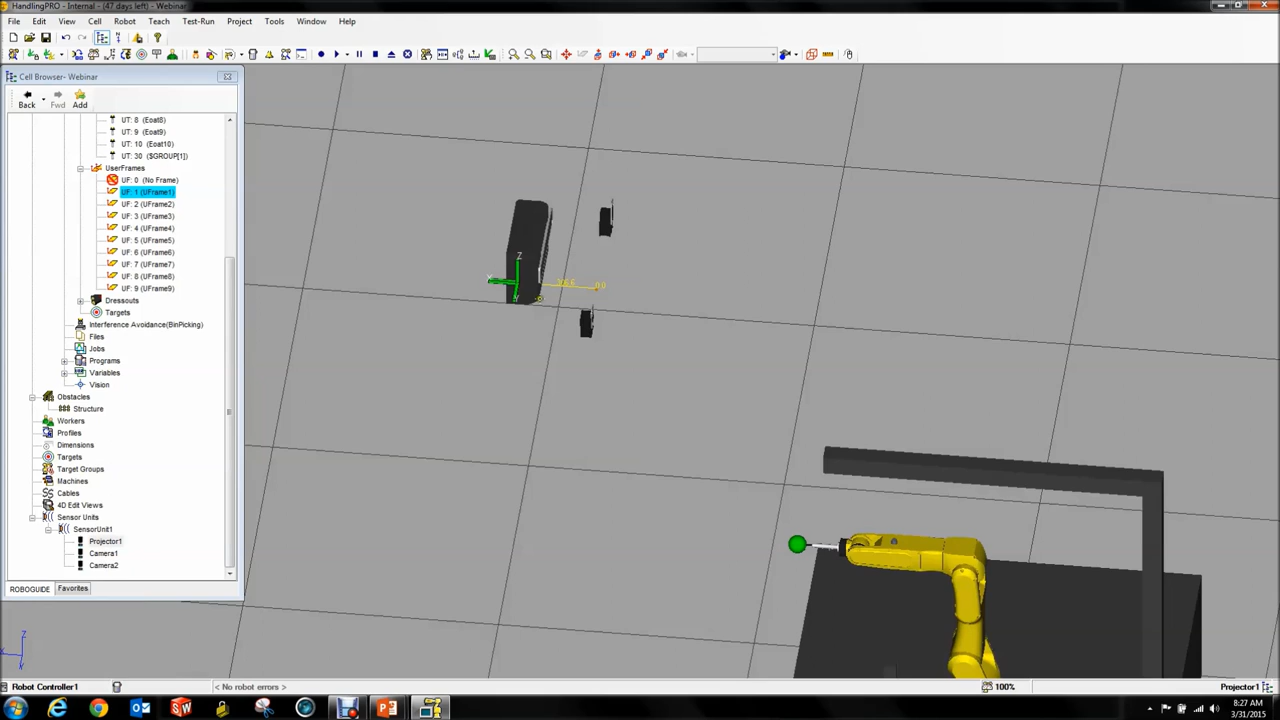 HandlingPRO - Internal - (47 days left) - Webinar
File Edit View Cell Robot Teach Test-Run Project Tools Window Help
Cell Browser- Webinar
Back Fwd Add
UT: 8 (Eoat8)
UT: 9 (Eoat9)
UT: 10 (Eoat10)
UT: 30 ($GROUP[1])
UserFrames
UF: 0 (No Frame)
UF: 1 (UFrame1)
UF: 2 (UFrame2)
UF: 3 (UFrame3)
UF: 4 (UFrame4)
UF: 5 (UFrame5)
UF: 6 (UFrame6)
UF: 7 (UFrame7)
UF: 8 (UFrame8)
UF: 9 (UFrame9)
Dressouts
Targets
Interference Avoidance(BinPicking)
Files
Jobs
Programs
Variables
Vision
Obstacles
Structure
Workers
Profiles
Dimensions
Targets
Target Groups
Machines
Cables
4D Edit Views
Sensor Units
SensorUnit1
Projector1
Camera1
Camera2
ROBOGUIDE Favorites
Z
Z
Robot Controller1 < No robot errors > 100% Projector1
8:27 AM
3/31/2015